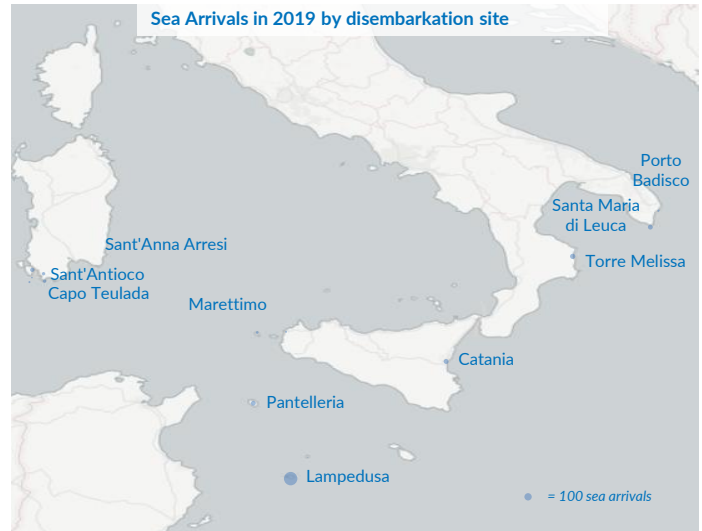 Sea Arrivals in 2019 by disembarkation site
Porto
Badisco
Santa Maria
di Leuca
Sant'Anna Arresi
Torre Melissa
Sant'Antioco
Capo Teulada
Marettimo
Catania
Pantelleria
Lampedusa
= 100 sea arrivals